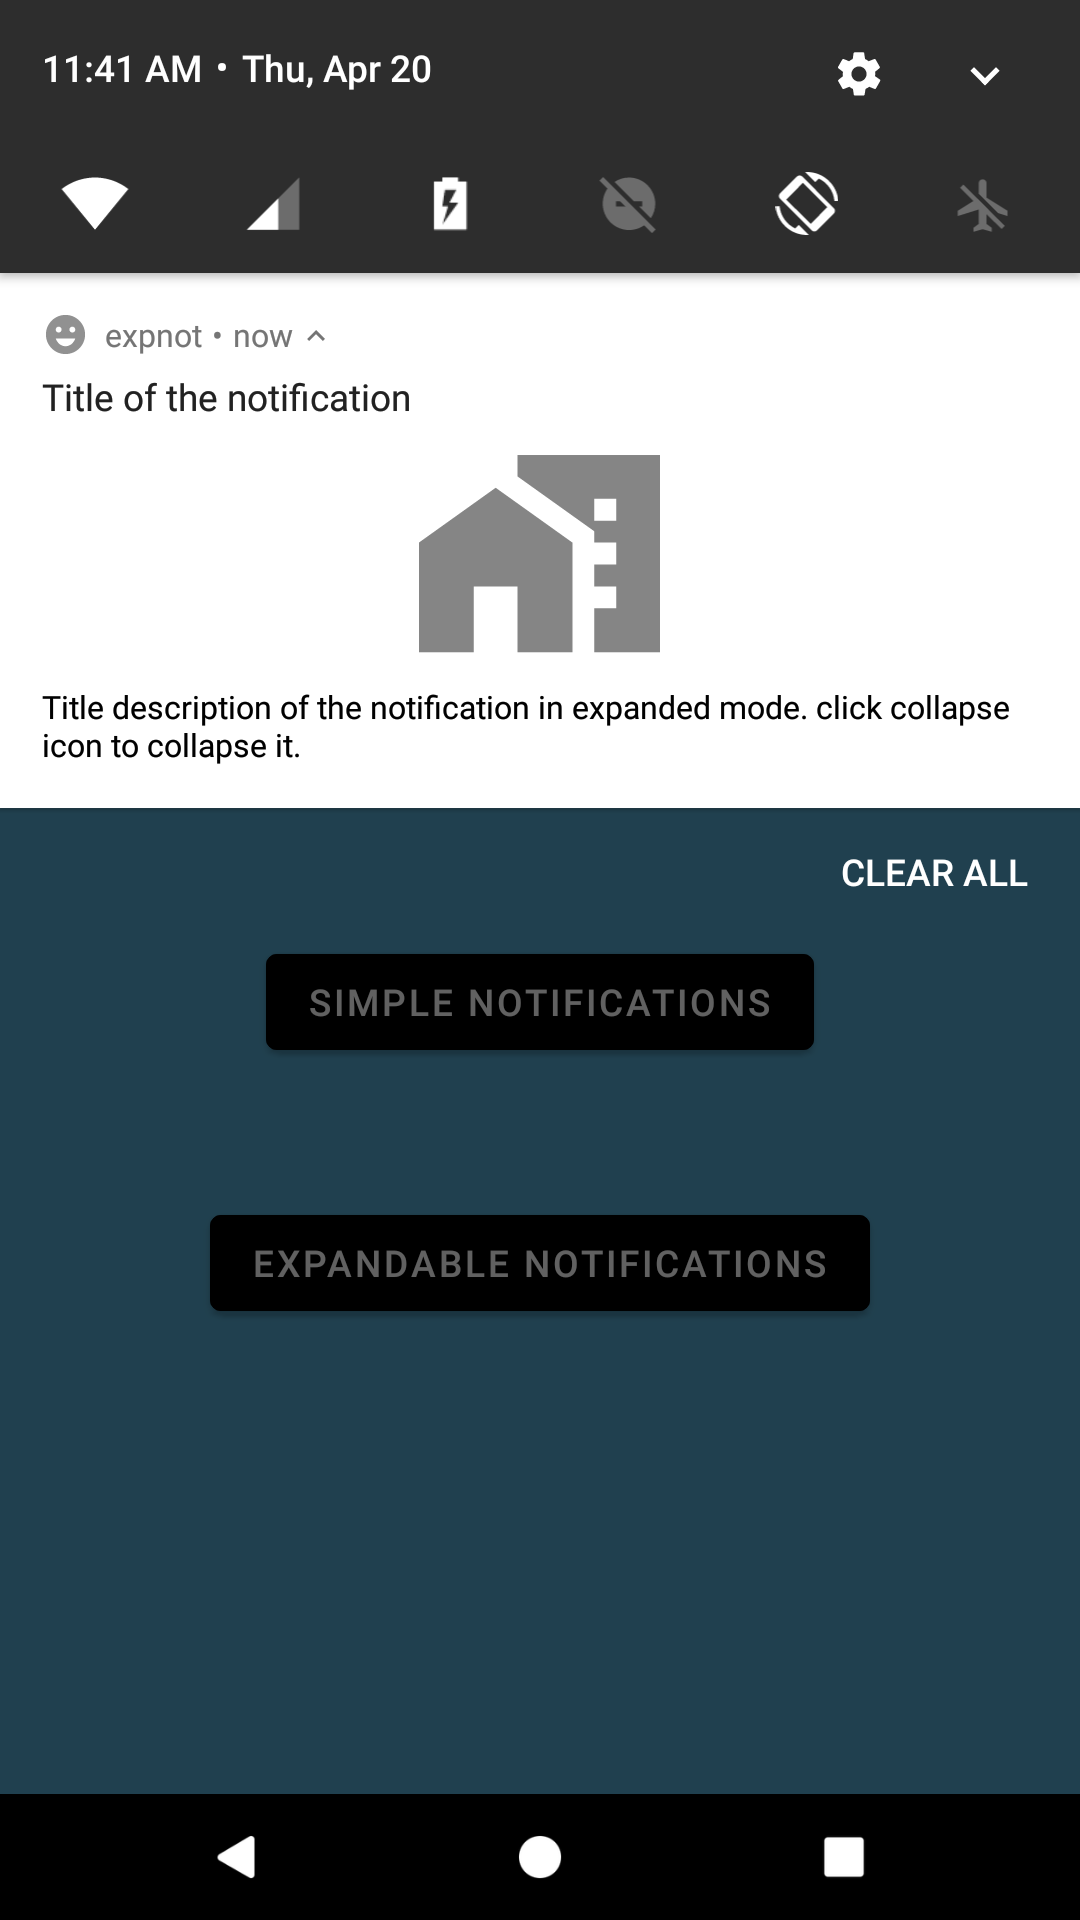 11:41 AM • Thu, Apr 20
expnot • now
Title of the notification
Title description of the notification in expanded mode. click collapse
icon to collapse it.
CLEAR ALL
SIMPLE NOTIFICATIONS
EXPANDABLE NOTIFICATIONS